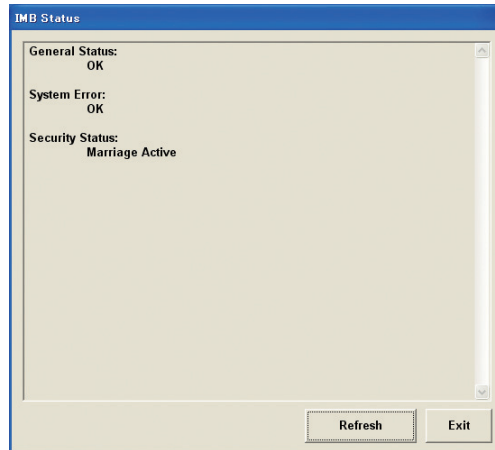 IMB Status
General Status:
OK
System Error:
OK
Security Status:
Marriage Active
Refresh
Exit